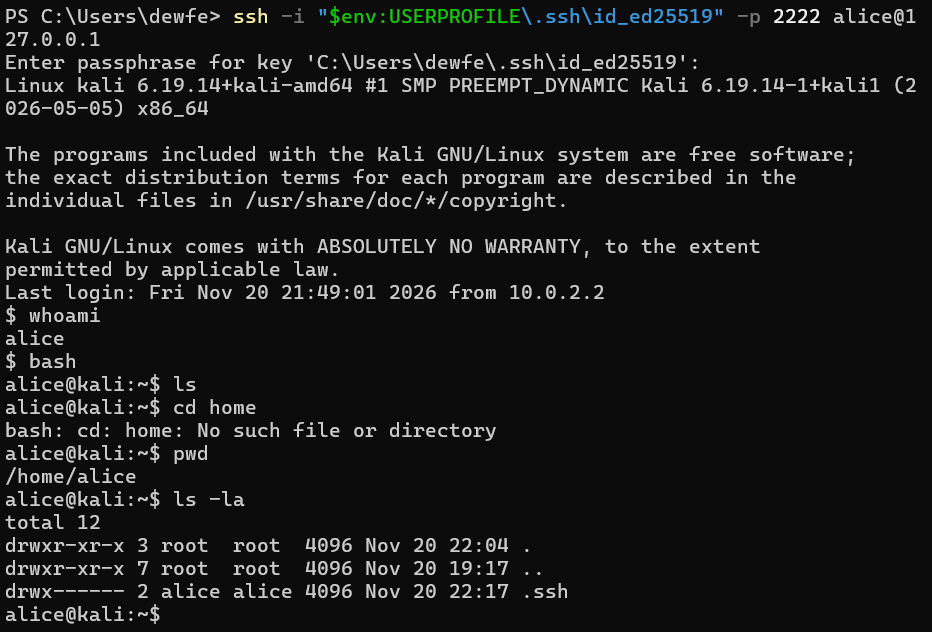 PS C:\Users\dewfe> ssh -i "$env:USERPROFILE\.ssh\id_ed25519" -p 2222 alice@1
27.0.0.1
Enter passphrase for key 'C:\Users\dewfe\.ssh\id_ed25519':
Linux kali 6.19.14+kali-amd64 #1 SMP PREEMPT_DYNAMIC Kali 6.19.14-1+kali1 (2
026-05-05) x86_64

The programs included with the Kali GNU/Linux system are free software;
the exact distribution terms for each program are described in the
individual files in /usr/share/doc/*/copyright.

Kali GNU/Linux comes with ABSOLUTELY NO WARRANTY, to the extent
permitted by applicable law.
Last login: Fri Nov 20 21:49:01 2026 from 10.0.2.2
$ whoami
alice
$ bash
alice@kali:~$ ls
alice@kali:~$ cd home
bash: cd: home: No such file or directory
alice@kali:~$ pwd
/home/alice
alice@kali:~$ ls -la
total 12
drwxr-xr-x 3 root  root  4096 Nov 20 22:04 .
drwxr-xr-x 7 root  root  4096 Nov 20 19:17 ..
drwx------ 2 alice alice 4096 Nov 20 22:17 .ssh
alice@kali:~$